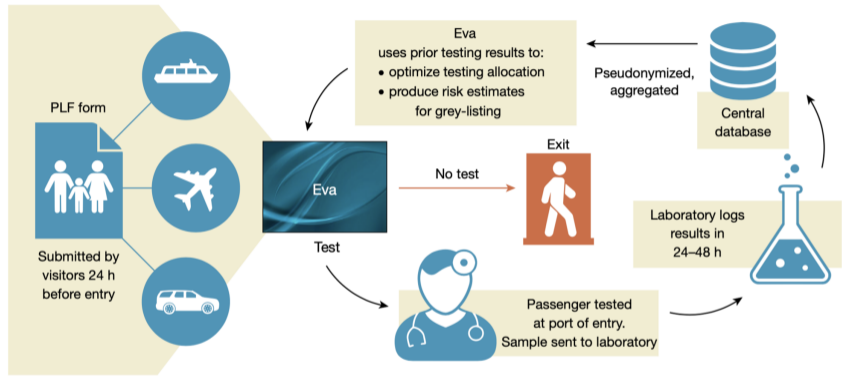 PLF form
Submitted by
visitors 24 h
before entry
Eva
uses prior testing results to:
• optimize testing allocation
• produce risk estimates
for grey-listing
Eva
Test
No test
Exit
Passenger tested
at port of entry.
Sample sent to laboratory
Laboratory logs
results in
24–48 h
Central
database
Pseudonymized,
aggregated